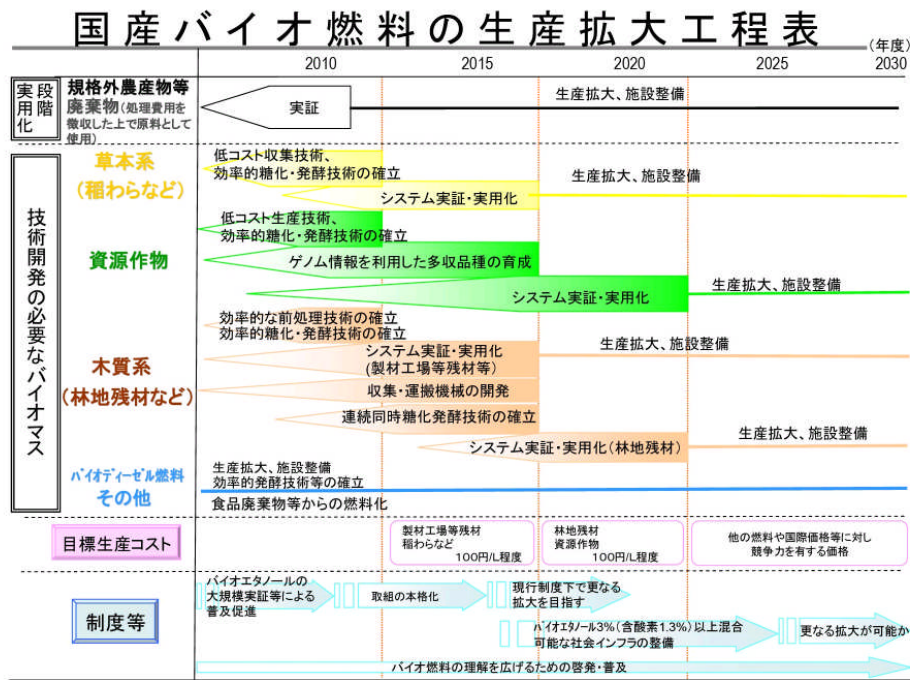 国産バイオ燃料の生産拡大工程表
(年度)
2010 2015 2020 2022 2030
実用化段階
規格外農産物等
廃棄物(処理費用を
徴収した上で原料として
使用)
実証
生産拡大、施設整備
技術開発の必要なバイオマス
草本系
(稲わらなど)
低コスト収集技術、
効率的糖化・発酵技術の確立
システム実証・実用化
生産拡大、施設整備
資源作物
低コスト生産技術、
効率的糖化・発酵技術の確立
ゲノム情報を利用した多収品種の育成
システム実証・実用化
生産拡大、施設整備
木質系
(林地残材など)
効率的な前処理技術の確立
効率的糖化・発酵技術の確立
システム実証・実用化
(製材工場等残材等)
生産拡大、施設整備
収集・運搬機械の開発
連続同時糖化発酵技術の確立
システム実証・実用化(林地残材)
生産拡大、施設整備
バイオディーゼル燃料
その他
生産拡大、施設整備
効率的発酵技術等の確立
食品廃棄物等からの燃料化
目標生産コスト
製材工場等残材
稲わらなど
100円/L程度
林地残材
資源作物
100円/L程度
他の燃料や国際価格等に対し
競争力を有する価格
制度等
バイオエタノールの
大規模実証等による
普及促進
取組の本格化
現行制度下で更なる
拡大を目指す
バイオエタノール3%(含酸素1.3%)以上混合
可能な社会インフラの整備
更なる拡大が可能か
バイオ燃料の理解を広げるための啓発・普及